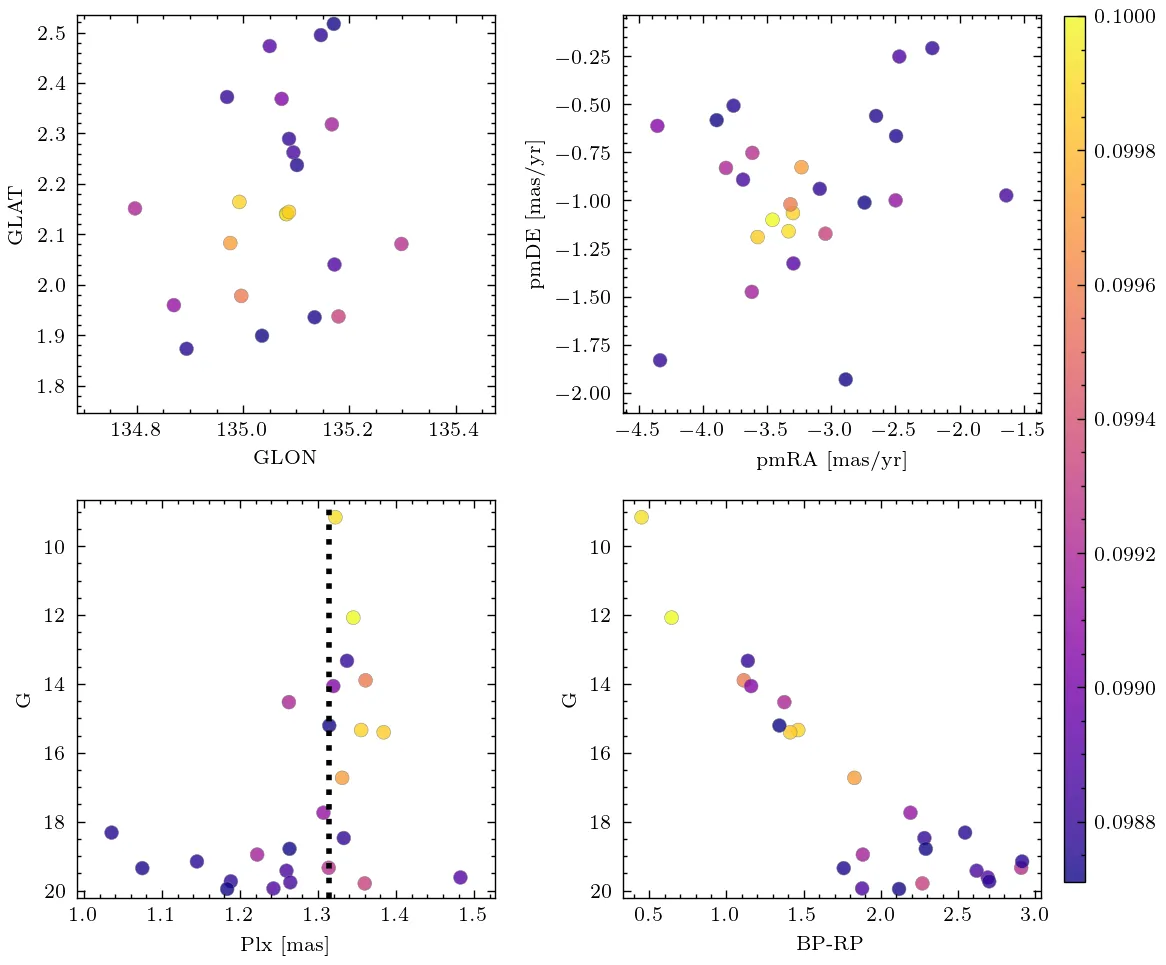 2.5
2.4
2.3
2.2
2.1
2.0
1.9
1.8
GLAT
134.8 135.0 135.2 135.4
GLON
−0.25
−0.50
−0.75
−1.00
−1.25
−1.50
−1.75
−2.00
pmDE [mas/yr]
−4.5 −4.0 −3.5 −3.0 −2.5 −2.0 −1.5
pmRA [mas/yr]
10
12
14
16
18
20
G
1.0 1.1 1.2 1.3 1.4 1.5
Plx [mas]
10
12
14
16
18
20
G
0.5 1.0 1.5 2.0 2.5 3.0
BP-RP
0.1000
0.0998
0.0996
0.0994
0.0992
0.0990
0.0988